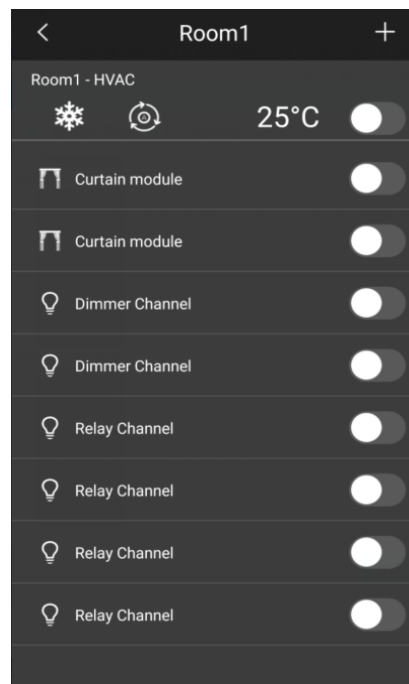 Room1
Room1 - HVAC
25°C
Curtain module
Curtain module
Dimmer Channel
Dimmer Channel
Relay Channel
Relay Channel
Relay Channel
Relay Channel